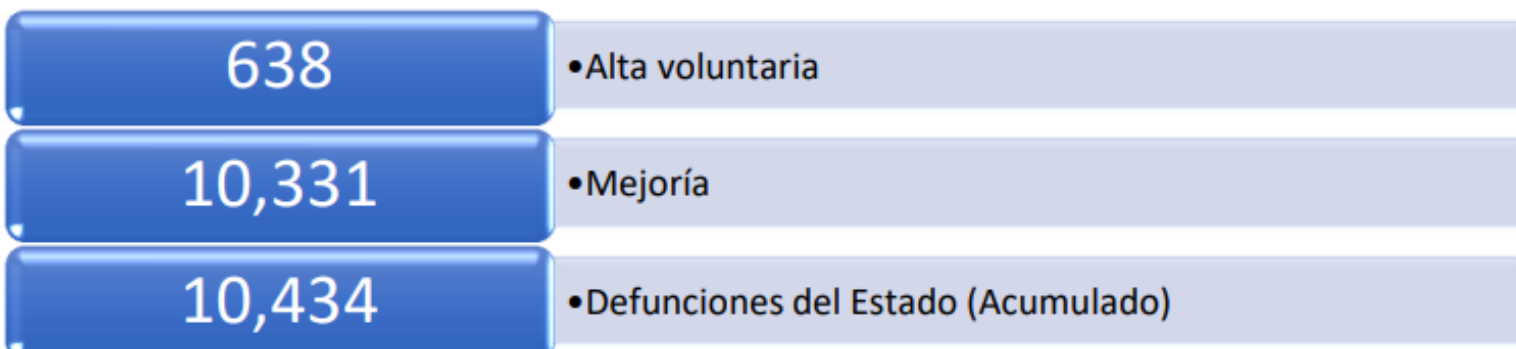 638
•Alta voluntaria
10,331
•Mejoría
10,434
•Defunciones del Estado (Acumulado)